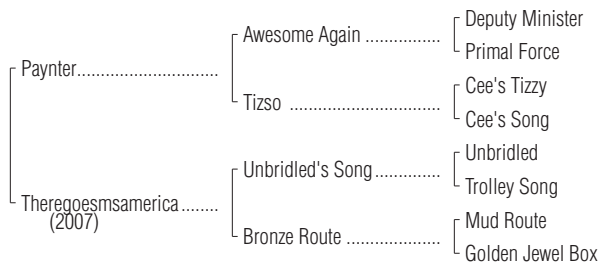 Deputy Minister
Awesome Again ................
Primal Force
Paynter.............................
Cee's Tizzy
Tizso ................................
Cee's Song
Unbridled
Unbridled's Song..............
Trolley Song
Theregoesmsamerica........
(2007)
Mud Route
Bronze Route ....................
Golden Jewel Box